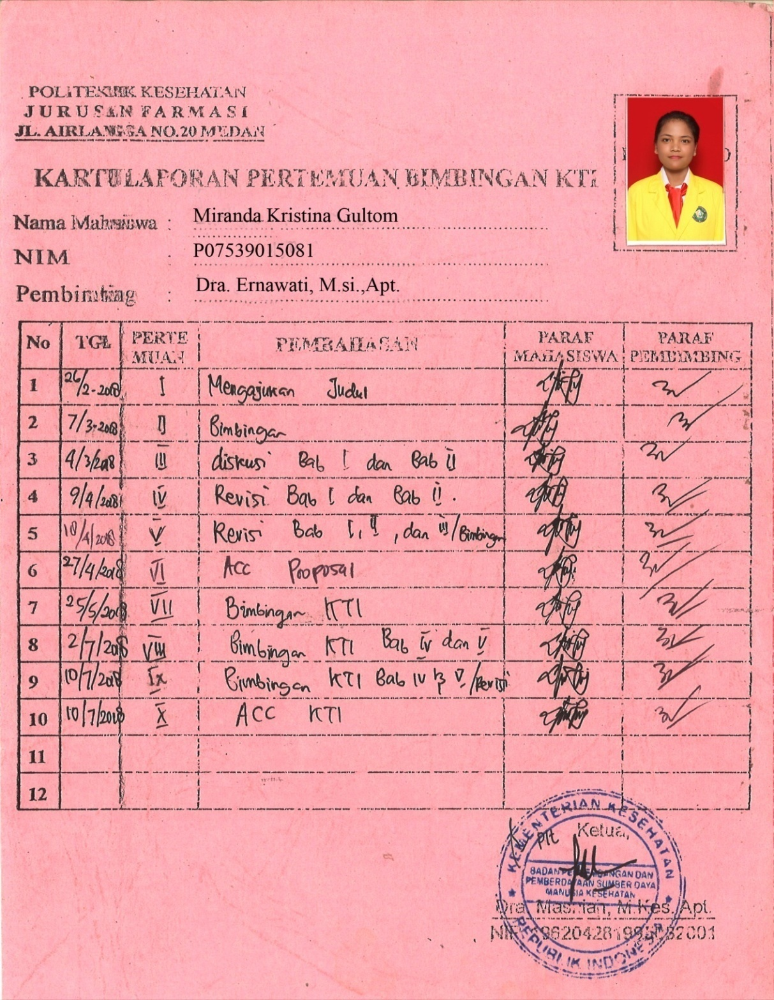 POLITEKNIK KESEHATAN
JURUSAN FARMASI
JL. AIRLANGGA NO.20 MEDAN
KARTU LAPORAN PERTEMUAN BIMBINGAN KTI
Nama Mahasiswa : Miranda Kristina Gultom
NIM : P07539015081
Pembimbing : Dra. Ernawati, M.si.,Apt.
No TGL PERTE MUAN PEMBAHASAN PARAF MAHASISWA PARAF PEMBIMBING
1 26/2-2018 I Mengajukan Judul
2 7/3-2018 II Bimbingan
3 4/3/2018 III diskusi Bab I dan Bab II
4 9/4/2018 IV Revisi Bab I dan Bab II.
5 18/4/2018 V Revisi Bab I, II, dan III/Bimbingan
6 27/4/2018 VI ACC Proposal
7 25/5/2018 VII Bimbingan KTI
8 2/7/2018 VIII Bimbingan KTI Bab IV dan V
9 10/7/2018 IX Bimbingan KTI Bab IV & V/Revisi
10 10/7/2018 X ACC KTI
11
12
KEMENTERIAN KESEHATAN
Plt Ketua,
BADAN PENGEMBANGAN DAN
PEMBERDAYAAN SUMBER DAYA
MANUSIA KESEHATAN
Dra. Masniah, M.Kes. Apt.
NIP.
REPUBLIK INDONESIA